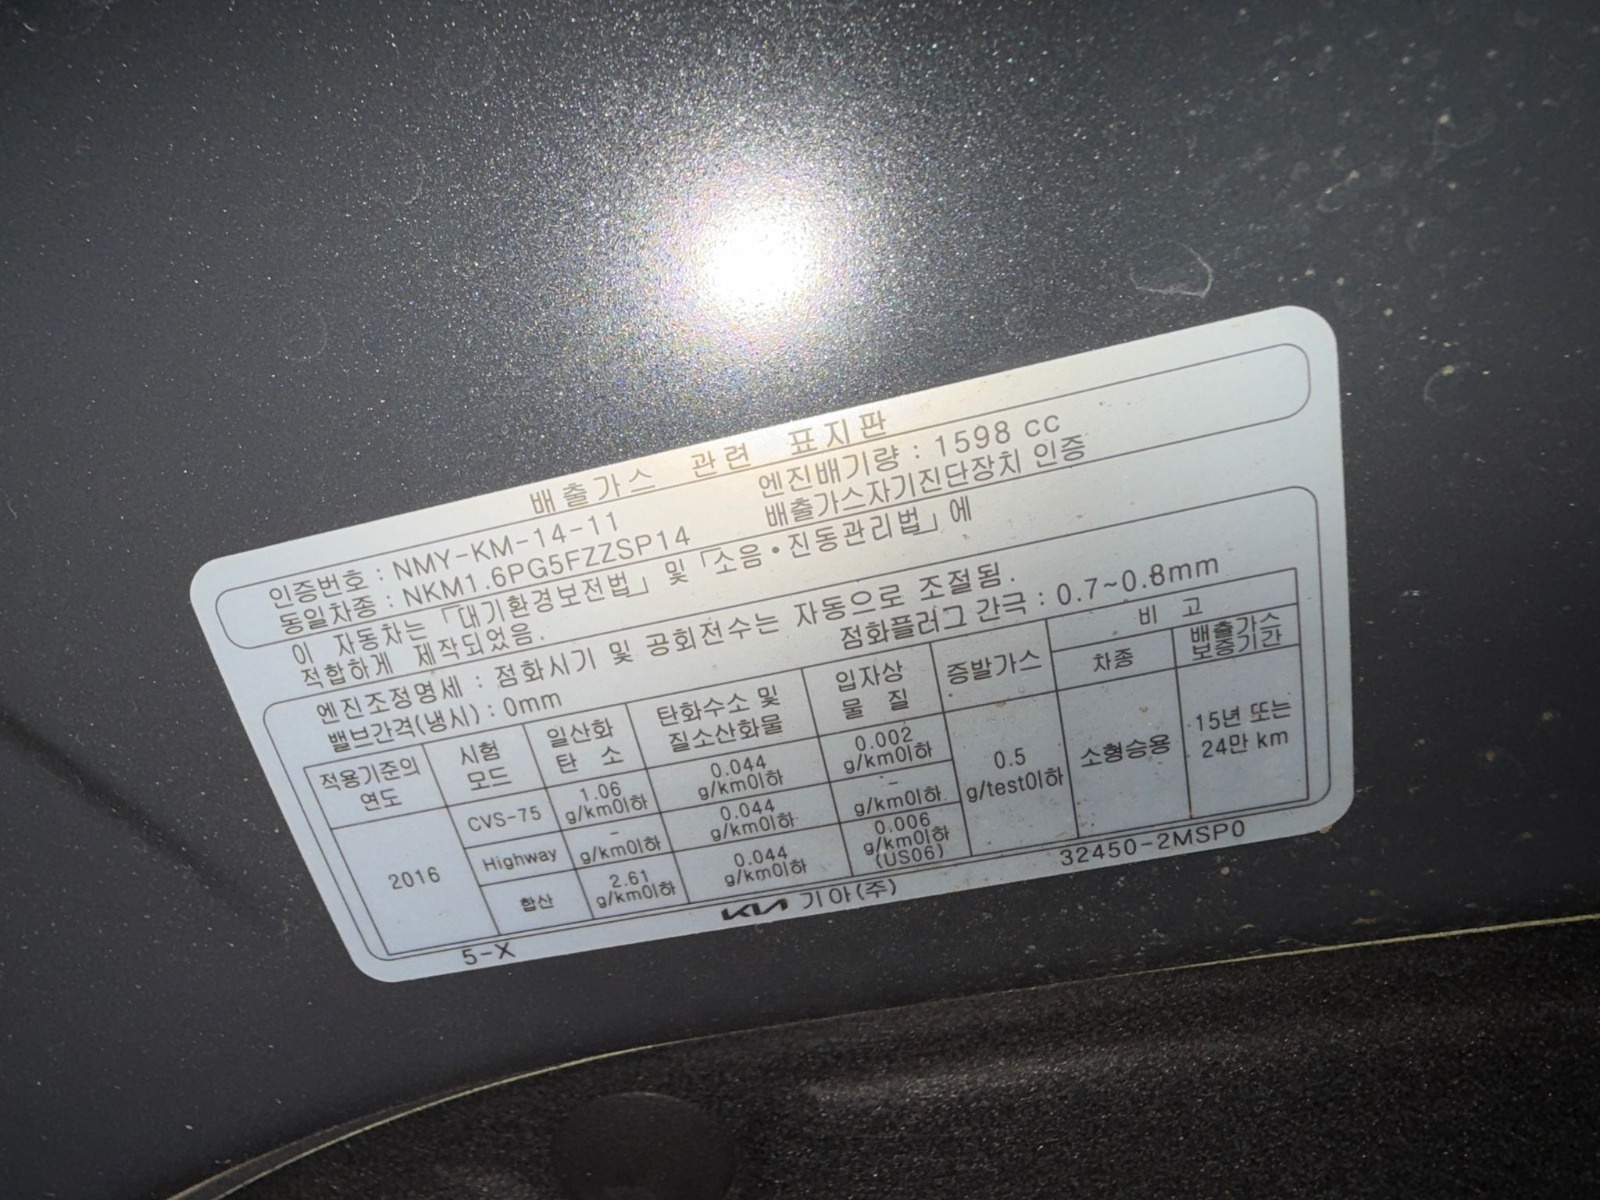 배출가스 관련 표지판
인증번호 : NMY-KM-14-11 엔진배기량 : 1598 cc
동일차종 : NKM1.6PG5FZZSP14 배출가스자기진단장치 인증
이 자동차는 「대기환경보전법」 및 「소음·진동관리법」에
적합하게 제작되었음.
엔진조정명세 : 점화시기 및 공회전수는 자동으로 조절됨.
밸브간격(냉시) : 0mm 점화플러그 간극 : 0.7~0.8mm
적용기준의 연도 시험 모드 일산화 탄 소 탄화수소 및 질소산화물 입자상 물 질 증발가스 비 고
차종 배출가스 보증기간
2016 CVS-75 1.06 g/km이하 0.044 g/km이하 0.002 g/km이하 0.5 g/test이하 소형승용 15년 또는 24만 km
Highway - g/km이하 0.044 g/km이하 - g/km이하
합산 2.61 g/km이하 0.044 g/km이하 0.006 g/km이하 (US06)
5-X KIA 기아(주) 32450-2MSP0